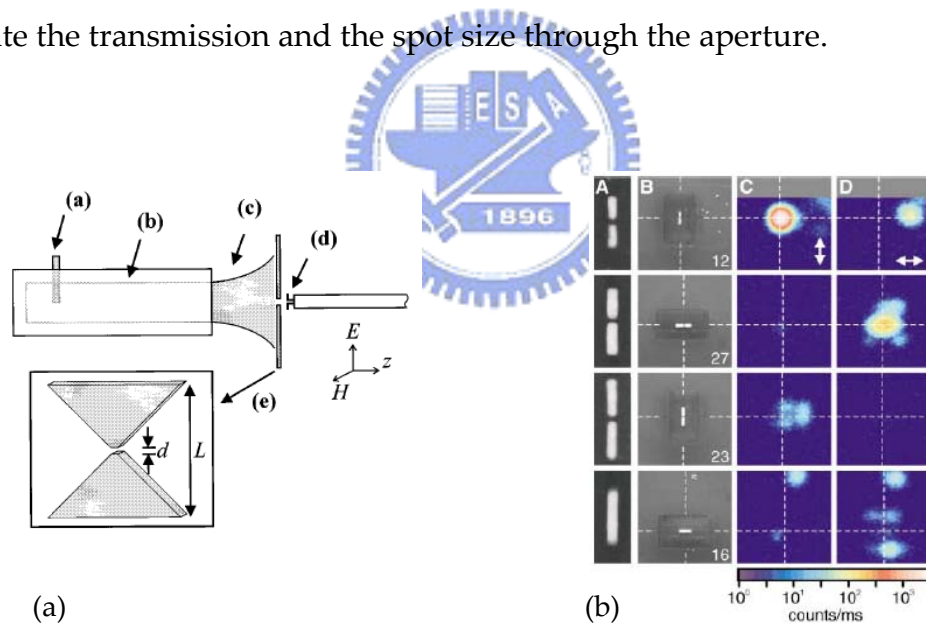 te the transmission and the spot size through the aperture.
E S A
1896
(a)
(b)
(c)
(d)
E
z
H
(e)
d
L
A B C D
12
27
23
16
10⁰ 10¹ 10² 10³
counts/ms
(a)
(b)